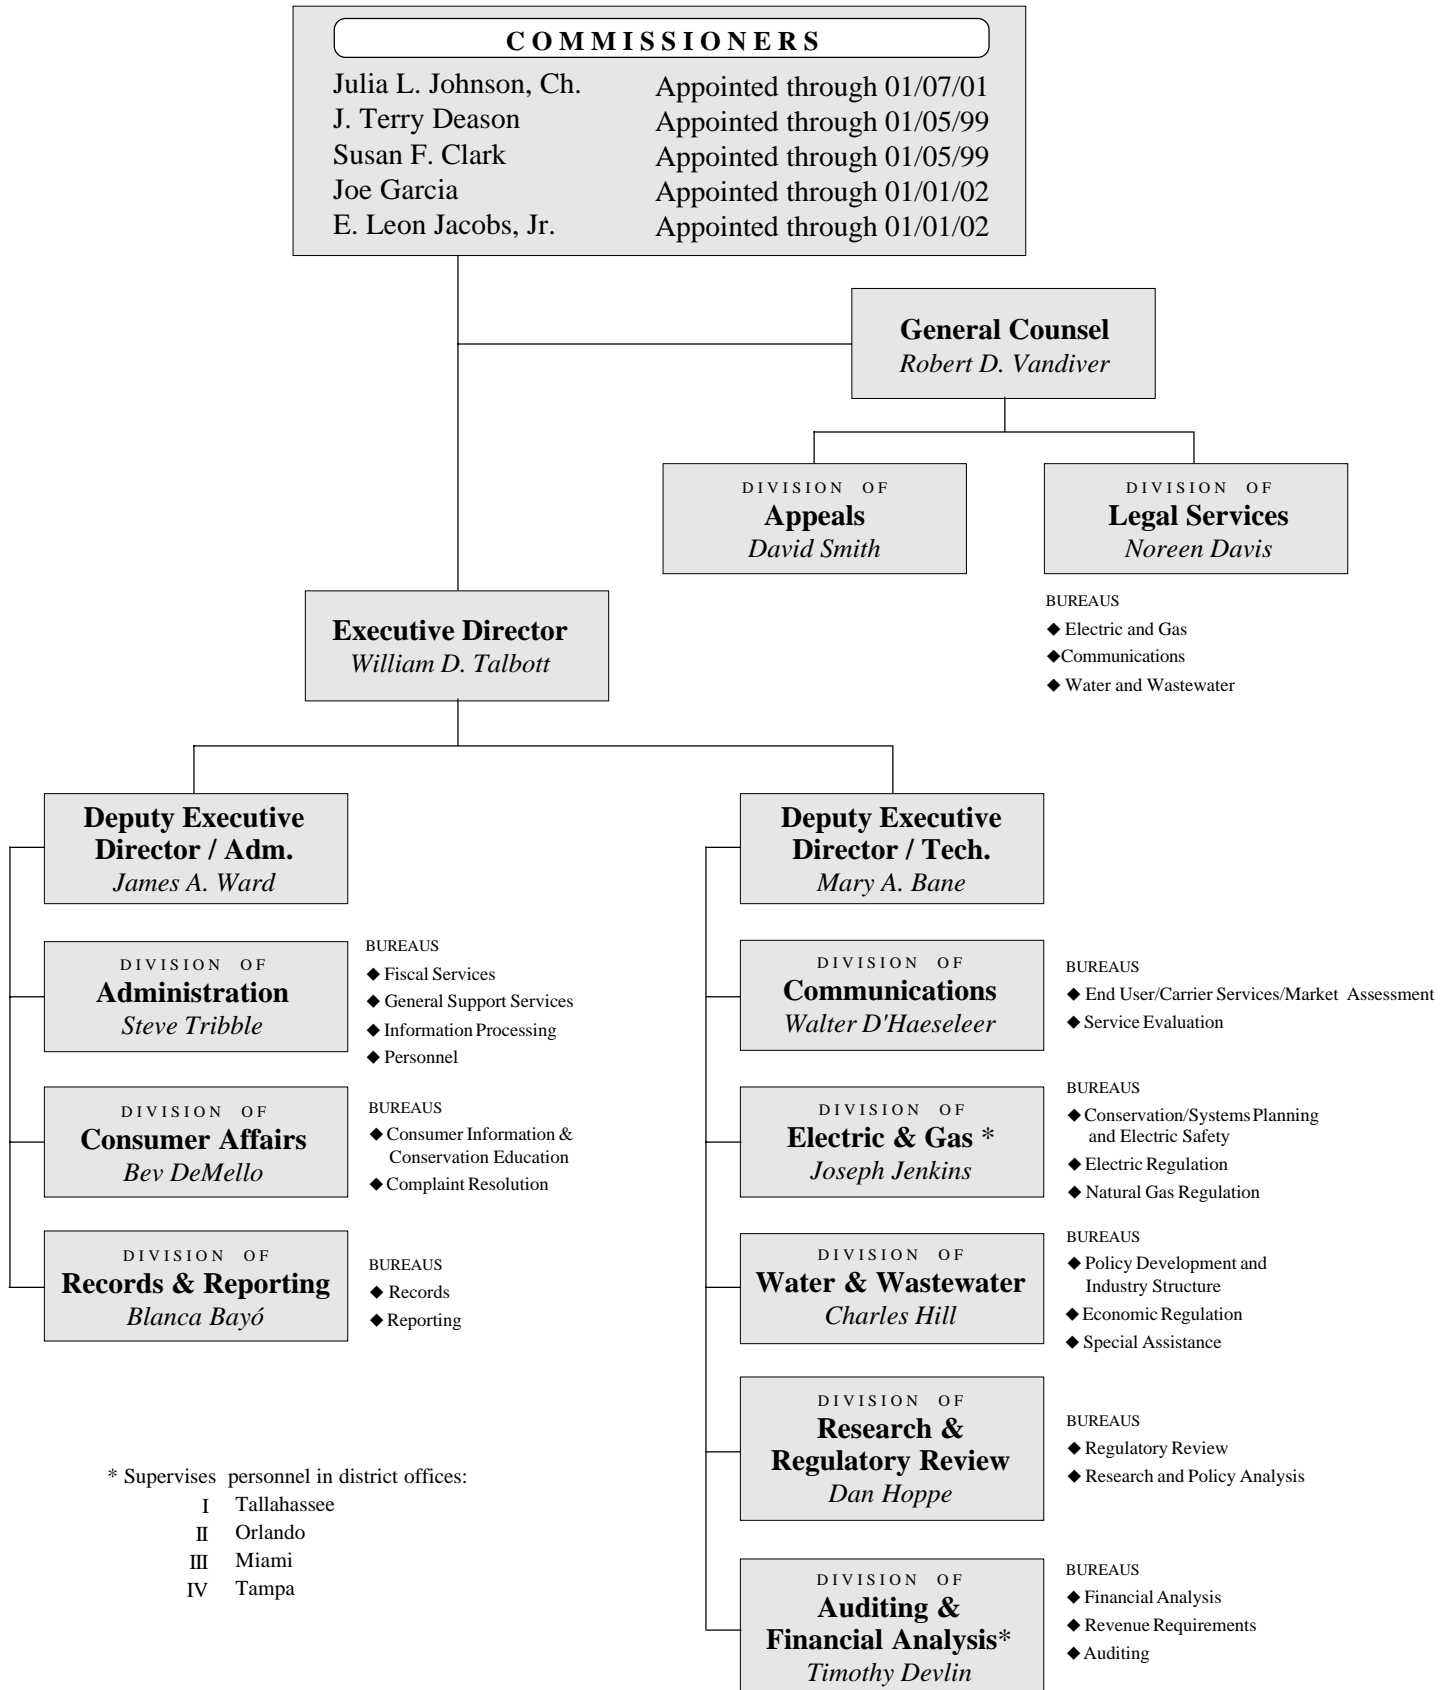 COMMISSIONERS
Julia L. Johnson, Ch. Appointed through 01/07/01
J. Terry Deason Appointed through 01/05/99
Susan F. Clark Appointed through 01/05/99
Joe Garcia Appointed through 01/01/02
E. Leon Jacobs, Jr. Appointed through 01/01/02
General Counsel
Robert D. Vandiver
DIVISION OF
Appeals
David Smith
DIVISION OF
Legal Services
Noreen Davis
BUREAUS
◆ Electric and Gas
◆Communications
◆ Water and Wastewater
Executive Director
William D. Talbott
Deputy Executive
Director / Adm.
James A. Ward
DIVISION OF
Administration
Steve Tribble
BUREAUS
◆ Fiscal Services
◆ General Support Services
◆ Information Processing
◆ Personnel
DIVISION OF
Consumer Affairs
Bev DeMello
BUREAUS
◆ Consumer Information &
Conservation Education
◆ Complaint Resolution
DIVISION OF
Records & Reporting
Blanca Bayó
BUREAUS
◆ Records
◆ Reporting
Deputy Executive
Director / Tech.
Mary A. Bane
DIVISION OF
Communications
Walter D'Haeseleer
BUREAUS
◆ End User/Carrier Services/Market Assessment
◆ Service Evaluation
DIVISION OF
Electric & Gas *
Joseph Jenkins
BUREAUS
◆ Conservation/Systems Planning
and Electric Safety
◆ Electric Regulation
◆ Natural Gas Regulation
DIVISION OF
Water & Wastewater
Charles Hill
BUREAUS
◆ Policy Development and
Industry Structure
◆ Economic Regulation
◆ Special Assistance
DIVISION OF
Research &
Regulatory Review
Dan Hoppe
BUREAUS
◆ Regulatory Review
◆ Research and Policy Analysis
DIVISION OF
Auditing &
Financial Analysis*
Timothy Devlin
BUREAUS
◆ Financial Analysis
◆ Revenue Requirements
◆ Auditing
* Supervises personnel in district offices:
I Tallahassee
II Orlando
III Miami
IV Tampa